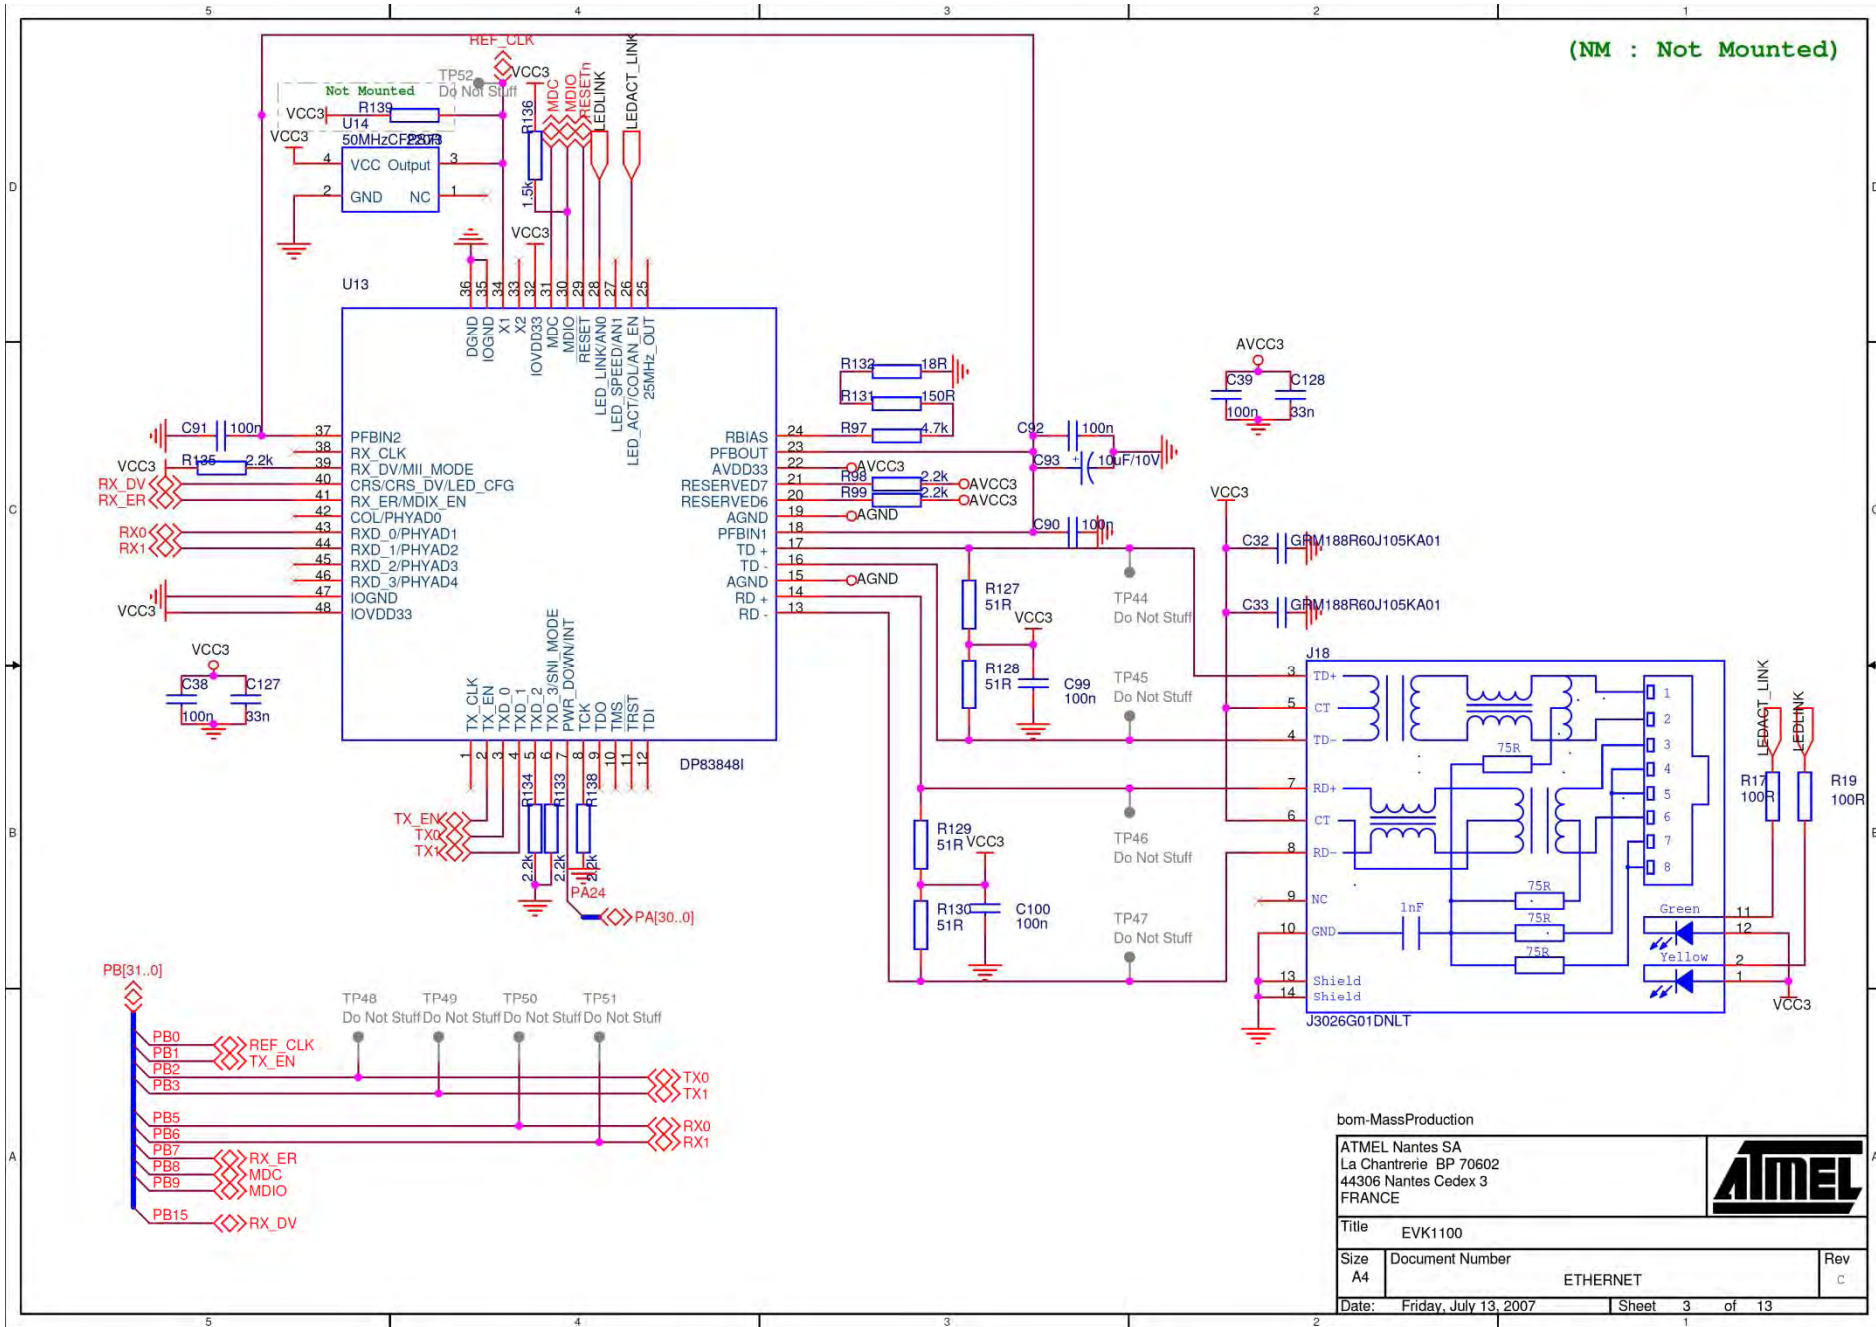 5 4 3 2 1
(NM : Not Mounted)
REF_CLK
TP52
Do Not Stuff
VCC3
Not Mounted
VCC3
R139
U14
VCC3
4 VCC Output 3
2 GND NC 1
R136
1.5k
MDC
MDIO
RESETn
LEDLINK
LEDACT_LINK
VCC3
D
U13
36 35 34 33 32 31 30 29 28 27 26 25
DGND
IOGND
X1
X2
IOVDD33
MDC
MDIO
RESET
LED_LINK/AN0
LED_SPEED/AN1
LED_ACT/COL/AN_EN
25MHz_OUT
C91 100n
VCC3
R135 2.2k
RX_DV
RX_ER
RX0
RX1
VCC3
37 PFBIN2
38 RX_CLK
39 RX_DV/MII_MODE
40 CRS/CRS_DV/LED_CFG
41 RX_ER/MDIX_EN
42 COL/PHYAD0
43 RXD_0/PHYAD1
44 RXD_1/PHYAD2
45 RXD_2/PHYAD3
46 RXD_3/PHYAD4
47 IOGND
48 IOVDD33
RBIAS 24
PFBOUT 23
AVDD33 22
RESERVED7 21
RESERVED6 20
AGND 19
PFBIN1 18
TD + 17
TD - 16
AGND 15
RD + 14
RD - 13
R132 18R
R131 150R
R97 4.7k
AVCC3
R98 2.2k AVCC3
R99 2.2k AVCC3
AGND
AGND
C92 100n
C93 + 10uF/10V
C90 100n
AVCC3
C39 C128
100n 33n
VCC3
C32 GRM188R60J105KA01
C33 GRM188R60J105KA01
C
VCC3
C38 C127
100n 33n
TX_CLK
TX_EN
TXD_0
TXD_1
TXD_2
TXD_3/SNI_MODE
PWR_DOWN/INT
TCK
TDO
TMS
TRST
TDI
1 2 3 4 5 6 7 8 9 10 11 12
DP83848I
R134
R133
R138
2.2k
2.2k
2.2k
TX_EN
TX0
TX1
PA24
PA[30..0]
R127
51R
VCC3
R128
51R
C99
100n
TP44
Do Not Stuff
TP45
Do Not Stuff
R129
51R
VCC3
R130
51R
C100
100n
TP46
Do Not Stuff
TP47
Do Not Stuff
J18
3 TD+
5 CT
4 TD-
7 RD+
6 CT
8 RD-
9 NC
10 GND
13 Shield
14 Shield
75R
75R
75R
75R
1nF
1
2
3
4
5
6
7
8
Green
Yellow
11
12
2
1
J3026G01DNLT
LEDACT_LINK
LEDLINK
R17
100R
R19
100R
VCC3
B
PB[31..0]
TP48
Do Not Stuff
TP49
Do Not Stuff
TP50
Do Not Stuff
TP51
Do Not Stuff
PB0 REF_CLK
PB1 TX_EN
PB2 TX0
PB3 TX1
PB5 RX0
PB6 RX1
PB7 RX_ER
PB8 MDC
PB9 MDIO
PB15 RX_DV
A
bom-MassProduction
ATMEL Nantes SA
La Chantrerie BP 70602
44306 Nantes Cedex 3
FRANCE
ATMEL
Title
EVK1100
Size Document Number Rev
A4 ETHERNET C
Date: Friday, July 13, 2007 Sheet 3 of 13
5 4 3 2 1